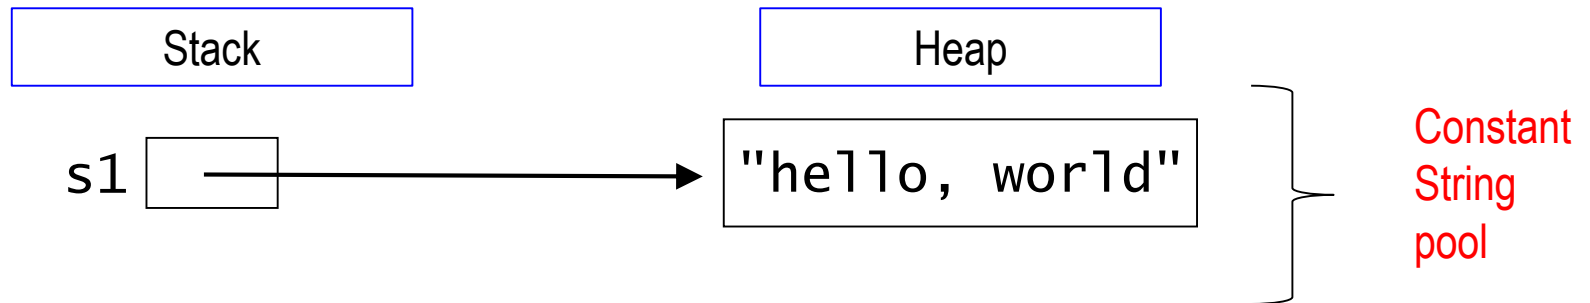 Stack
Heap
s1
"hello, world"
Constant
String
pool